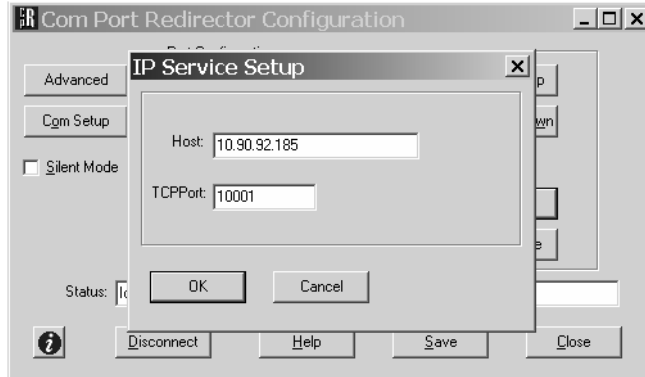 Com Port Redirector Configuration
IP Service Setup
Advanced
Com Setup
Silent Mode
Host: 10.90.92.185
TCPPort: 10001
OK Cancel
Status:
Disconnect Help Save Close